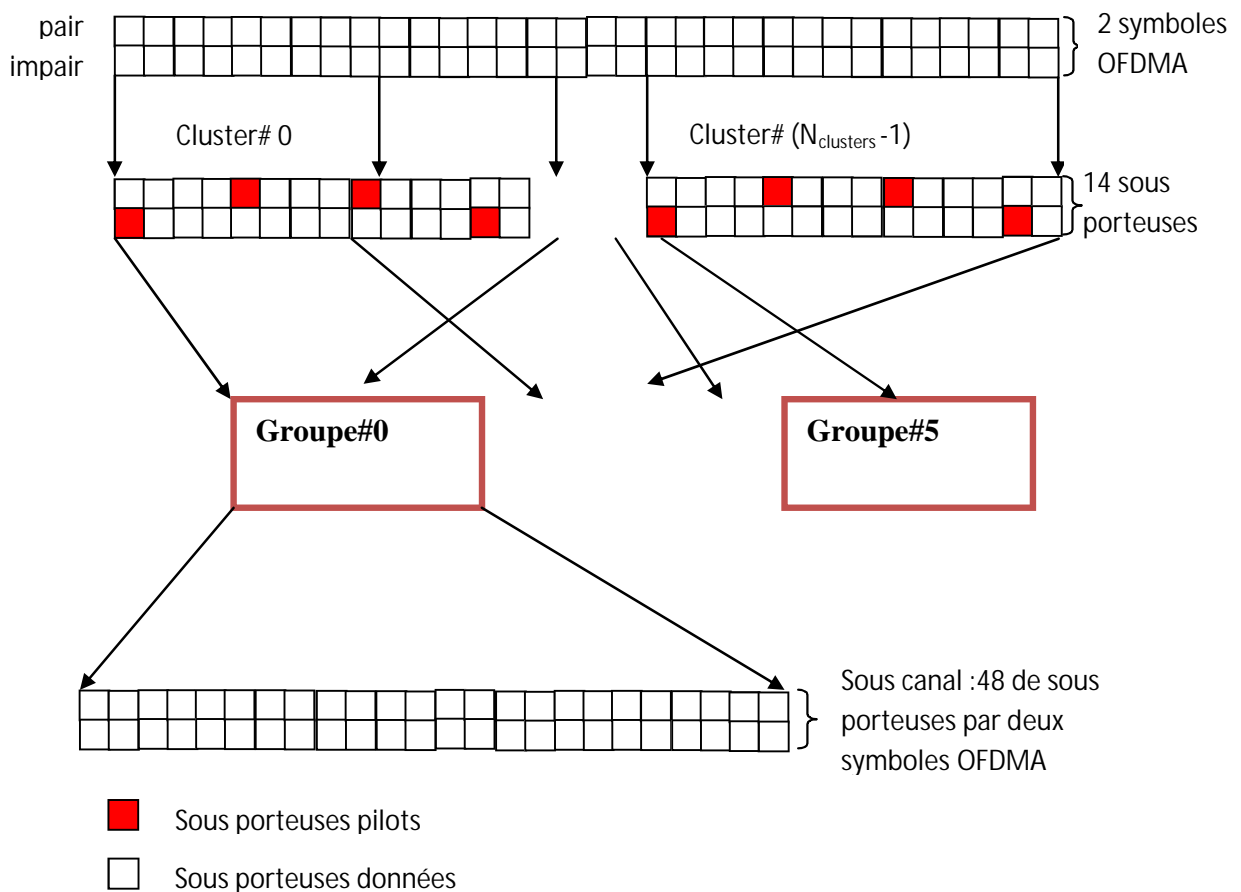 pair
impair
2 symboles
OFDMA
Cluster# 0
Cluster# (Nclusters -1)
14 sous
porteuses
Groupe#0
Groupe#5
Sous canal :48 de sous
porteuses par deux
symboles OFDMA
Sous porteuses pilots
Sous porteuses données